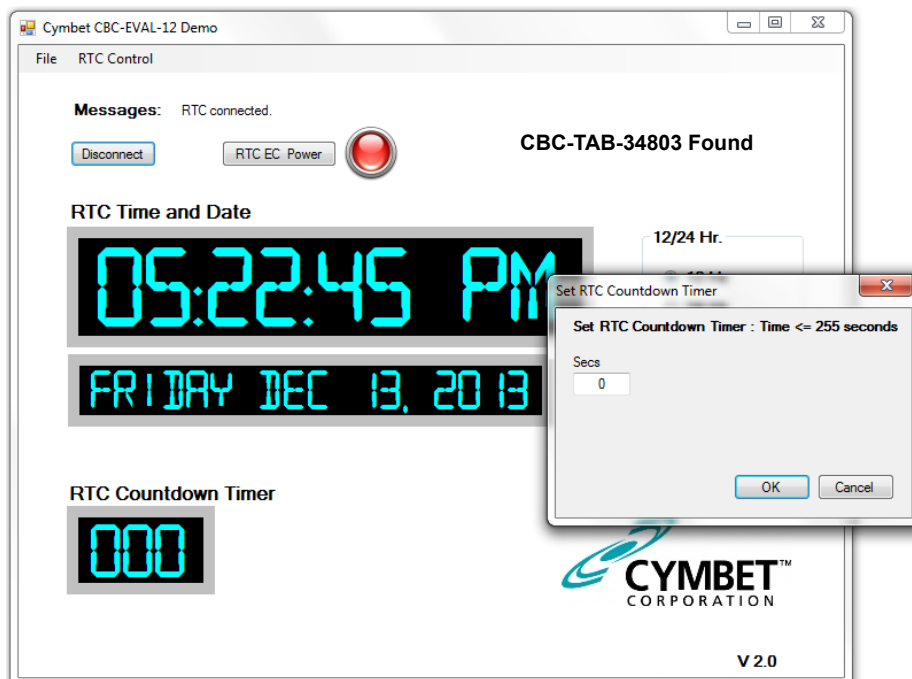 Cymbet CBC-EVAL-12 Demo
File RTC Control
Messages: RTC connected.
Disconnect RTC EC Power
CBC-TAB-34803 Found
RTC Time and Date
05:22:45 PM
FRIDAY DEC 13, 2013
12/24 Hr.
Set RTC Countdown Timer
Set RTC Countdown Timer : Time <= 255 seconds
Secs
0
OK Cancel
RTC Countdown Timer
000
CYMBET™
CORPORATION
V 2.0